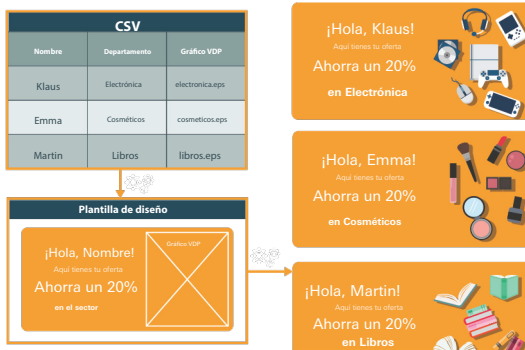 CSV
Nombre Departamento Gráfico VDP
Klaus Electrónica electronica.eps
Emma Cosméticos cosmeticos.eps
Martin Libros libros.eps
Plantilla de diseño
¡Hola, Nombre!
Aquí tienes tu oferta
Ahorra un 20%
en el sector
Gráfico VDP
¡Hola, Klaus!
Aquí tienes tu oferta
Ahorra un 20%
en Electrónica
¡Hola, Emma!
Aquí tienes tu oferta
Ahorra un 20%
en Cosméticos
¡Hola, Martin!
Aquí tienes tu oferta
Ahorra un 20%
en Libros